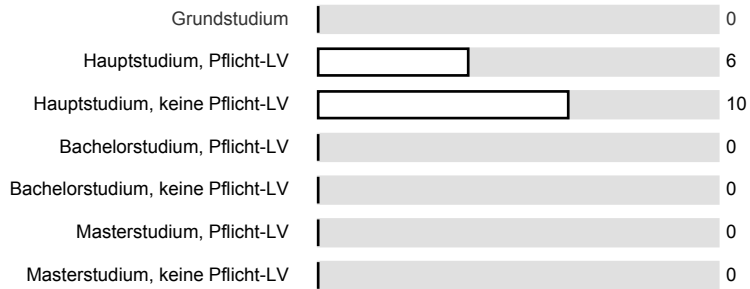 Grundstudium 0
Hauptstudium, Pflicht-LV 6
Hauptstudium, keine Pflicht-LV 10
Bachelorstudium, Pflicht-LV 0
Bachelorstudium, keine Pflicht-LV 0
Masterstudium, Pflicht-LV 0
Masterstudium, keine Pflicht-LV 0